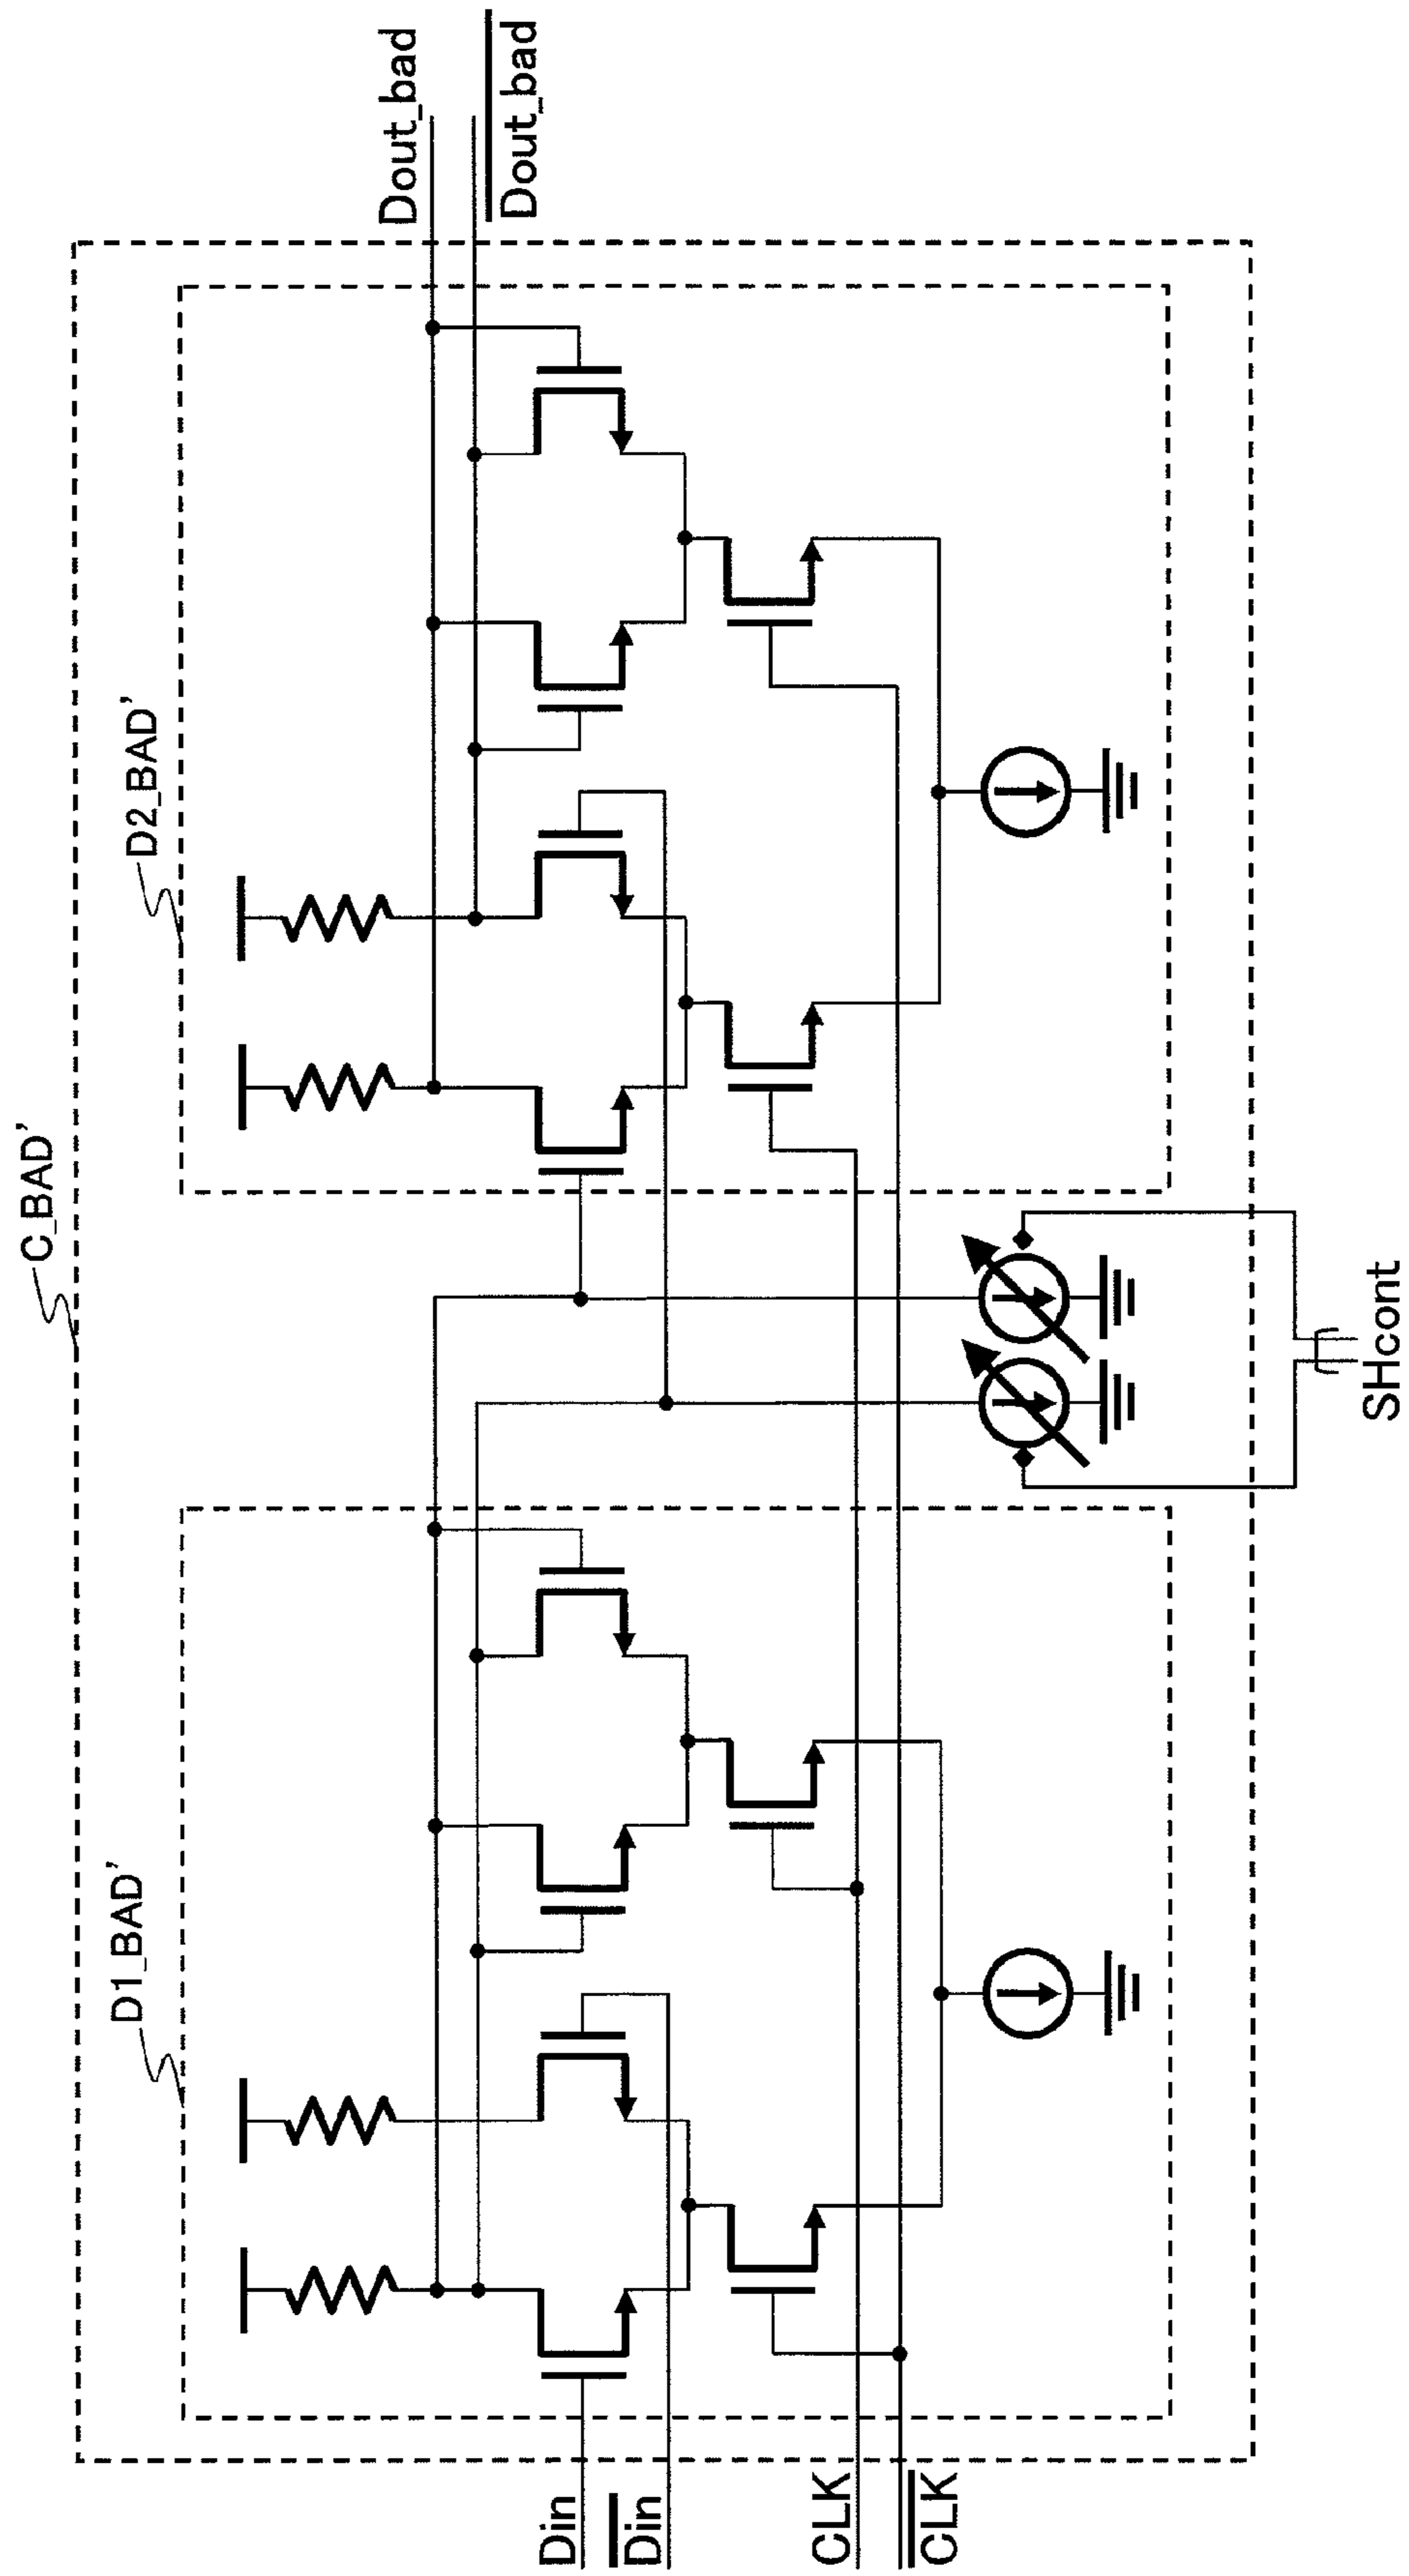 C_BAD'
D1_BAD'
D2_BAD'
Din
Din
CLK
CLK
SHcont
Dout_bad
Dout_bad